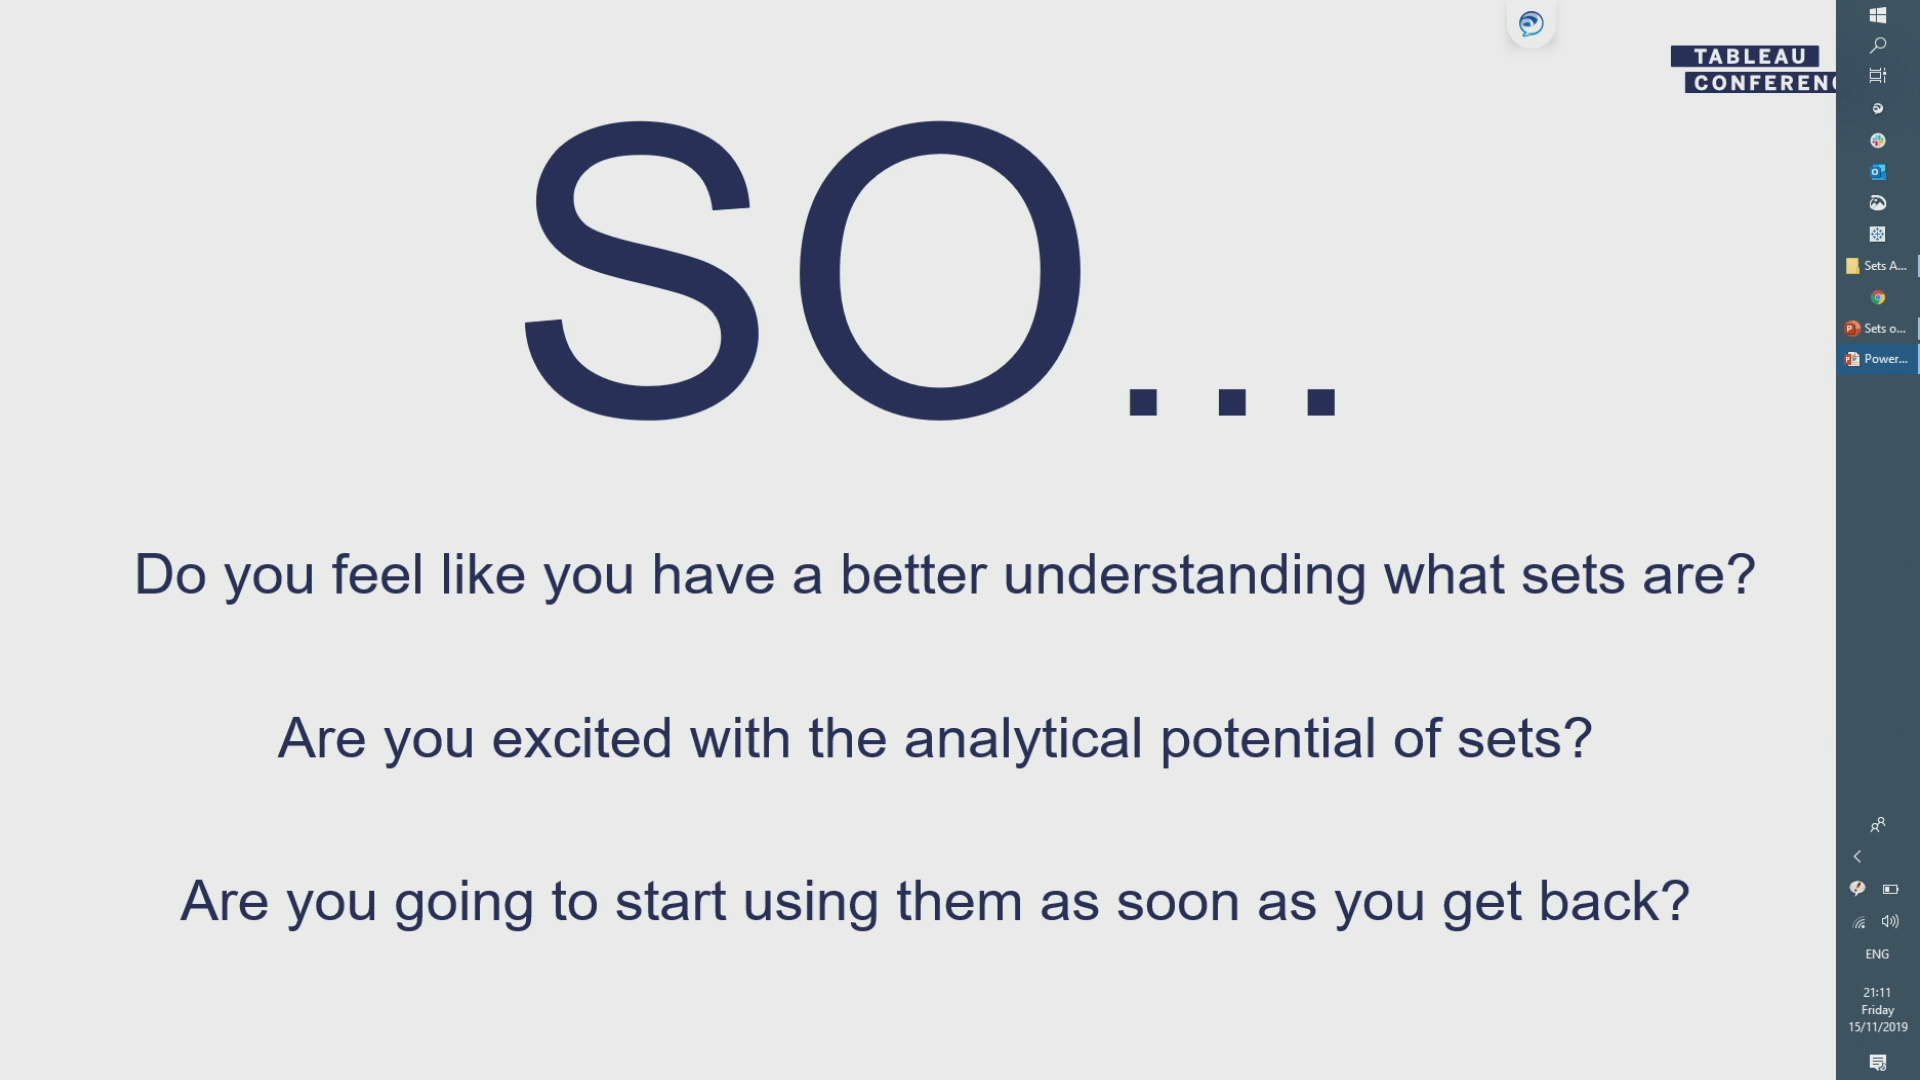 TABLEAU
CONFEREN
SO...
Do you feel like you have a better understanding what sets are?
Are you excited with the analytical potential of sets?
Are you going to start using them as soon as you get back?
Sets A...
Sets o...
Power...
ENG
21:11
Friday
15/11/2019